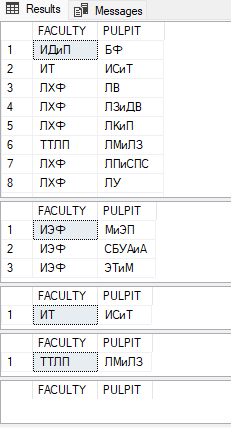 Results Messages
FACULTY PULPIT
1 ИДиП БФ
2 ИТ ИСиТ
3 ЛХФ ЛВ
4 ЛХФ ЛЗиДВ
5 ЛХФ ЛКиП
6 ТТЛП ЛМиЛЗ
7 ЛХФ ЛПиСПС
8 ЛХФ ЛУ
FACULTY PULPIT
1 ИЭФ МиЭП
2 ИЭФ СБУАиА
3 ИЭФ ЭТиМ
FACULTY PULPIT
1 ИТ ИСиТ
FACULTY PULPIT
1 ТТЛП ЛМиЛЗ
FACULTY PULPIT